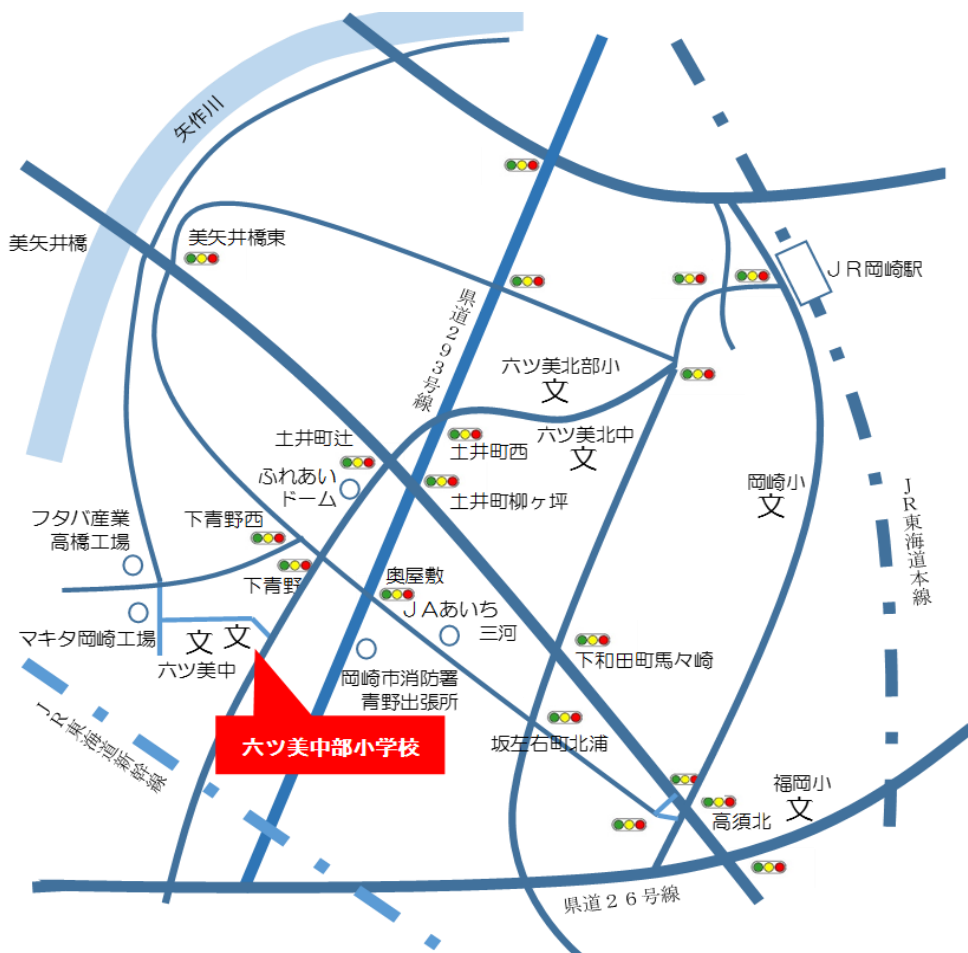 矢作川
美矢井橋
美矢井橋東
ＪＲ岡崎駅
県道２９３号線
六ツ美北部小
文
六ツ美北中
文
土井町辻
土井町西
ふれあい
ドーム
土井町柳ヶ坪
岡崎小
文
ＪＲ東海道本線
フタバ産業
高橋工場
下青野西
下青野
奥屋敷
ＪＡあいち
三河
マキタ岡崎工場
文
文
六ツ美中
岡崎市消防署
青野出張所
下和田町馬々崎
ＪＲ東海道新幹線
六ツ美中部小学校
坂左右町北浦
福岡小
文
高須北
県道２６号線